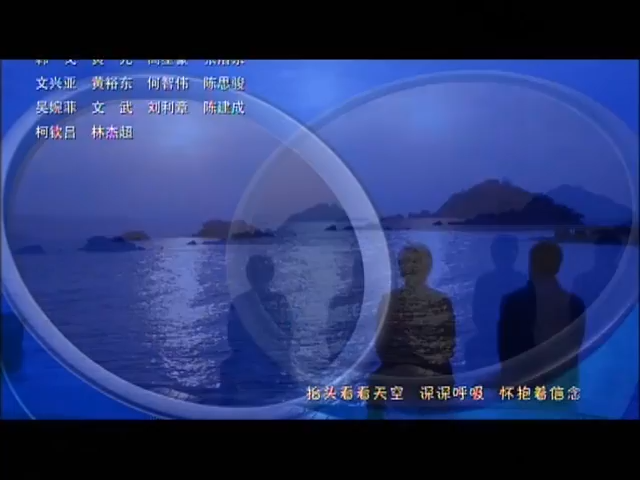 文兴亚 黄裕东 何智伟 陈思骏
吴婉菲 文武 刘利章 陈建成
柯钦吕 林杰超
抬头看看天空 深深呼吸 怀抱着信念